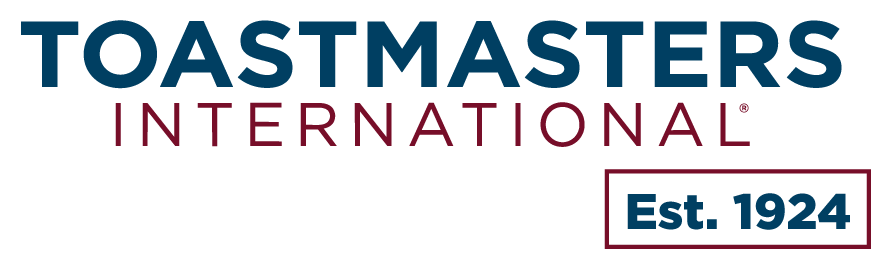 TOASTMASTERS
INTERNATIONAL®
Est. 1924